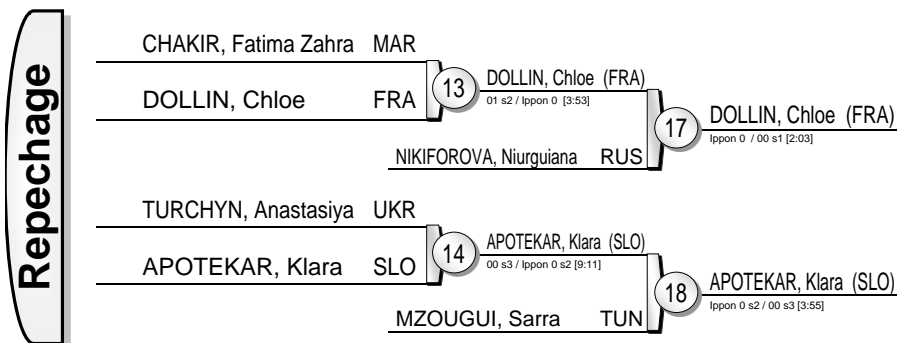 Repechage
CHAKIR, Fatima Zahra MAR
DOLLIN, Chloe FRA
13
DOLLIN, Chloe (FRA)
01 s2 / Ippon 0 [3:53]
NIKIFOROVA, Niurguiana RUS
17
DOLLIN, Chloe (FRA)
Ippon 0 / 00 s1 [2:03]
TURCHYN, Anastasiya UKR
APOTEKAR, Klara SLO
14
APOTEKAR, Klara (SLO)
00 s3 / Ippon 0 s2 [9:11]
MZOUGUI, Sarra TUN
18
APOTEKAR, Klara (SLO)
Ippon 0 s2 / 00 s3 [3:55]